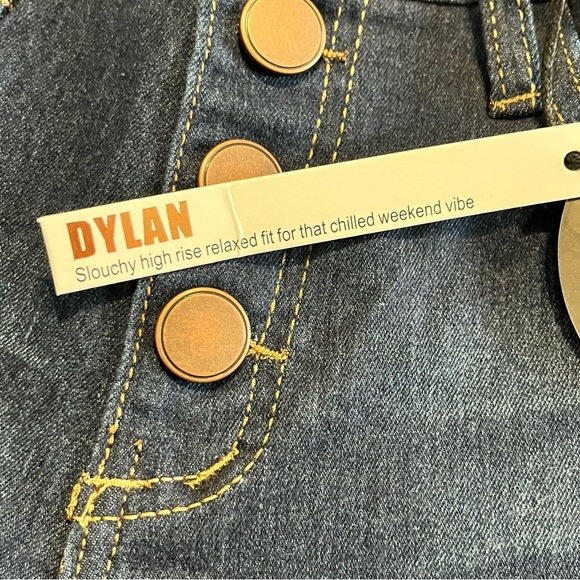 DYLAN
Slouchy high rise relaxed fit for that chilled weekend vibe